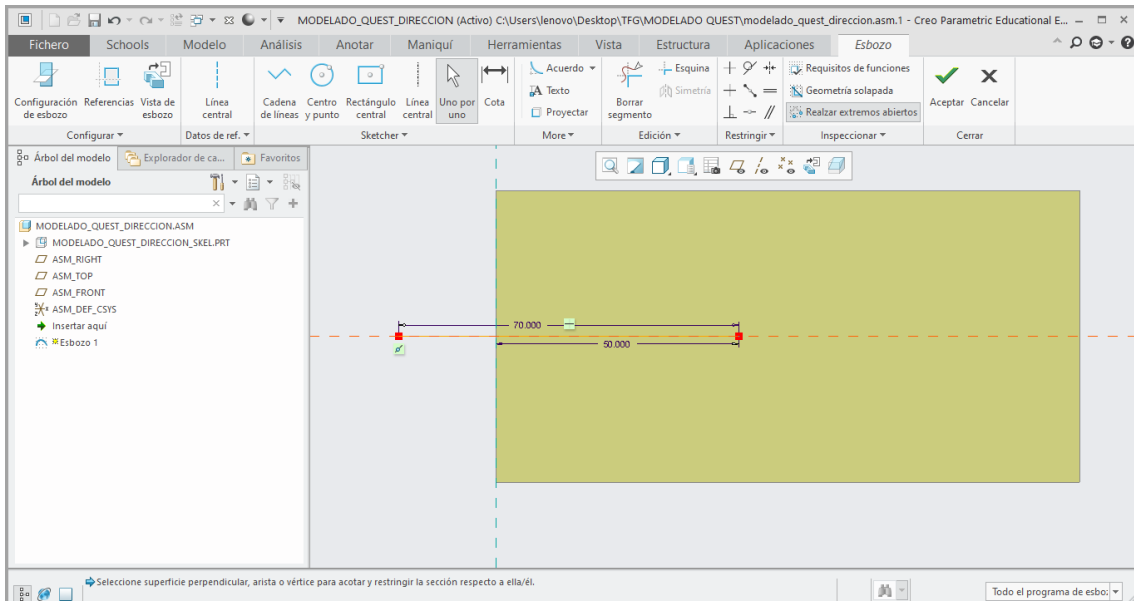 MODELADO_QUEST_DIRECCION (Activo) C:\Users\lenovo\Desktop\TFG\MODELADO QUEST\modelado_quest_direccion.asm.1 - Creo Parametric Educational E...
Fichero Schools Modelo Análisis Anotar Maniquí Herramientas Vista Estructura Aplicaciones Esbozo
Configuración de esbozo Referencias Vista de esbozo
Línea central
Cadena de líneas Centro y punto Rectángulo central Línea central Uno por uno Cota
Acuerdo
Texto
Proyectar
Borrar segmento
Esquina
Simetría
Requisitos de funciones
Geometría solapada
Realzar extremos abiertos
Aceptar Cancelar
Configurar Datos de ref. Sketcher More Edición Restringir Inspeccionar Cerrar
Árbol del modelo Explorador de ca... Favoritos
Árbol del modelo
MODELADO_QUEST_DIRECCION.ASM
MODELADO_QUEST_DIRECCION_SKEL.PRT
ASM_RIGHT
ASM_TOP
ASM_FRONT
ASM_DEF_CSYS
Insertar aquí
Esbozo 1
70.000
50.000
Seleccione superficie perpendicular, arista o vértice para acotar y restringir la sección respecto a ella/él.
Todo el programa de esbo: